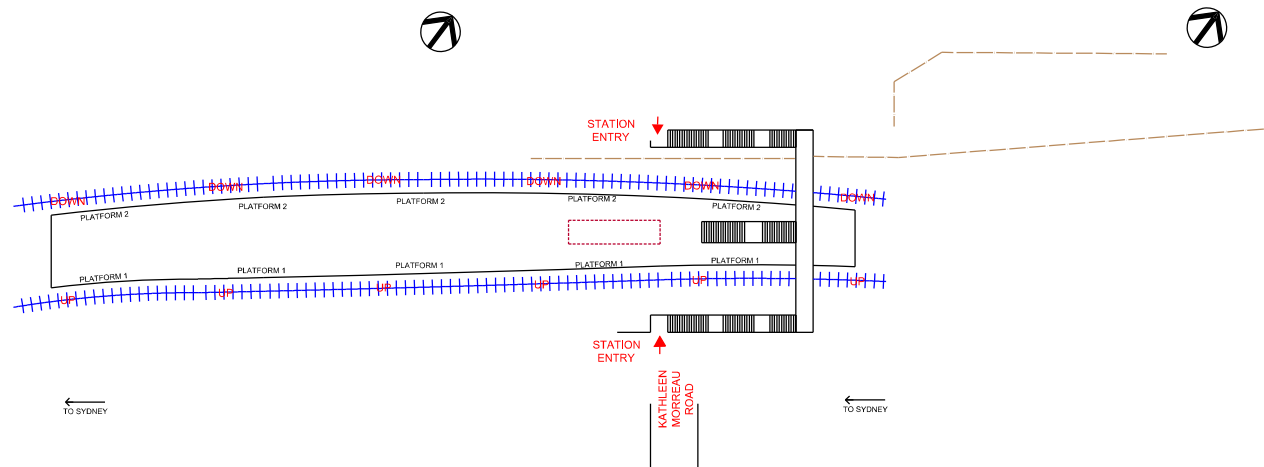 STATION
ENTRY
DOWN
DOWN
DOWN
DOWN
DOWN
DOWN
PLATFORM 2
PLATFORM 2
PLATFORM 2
PLATFORM 2
PLATFORM 2
PLATFORM 1
PLATFORM 1
PLATFORM 1
PLATFORM 1
PLATFORM 1
UP
UP
UP
UP
UP
UP
STATION
ENTRY
KATHLEEN
MORREAU
ROAD
TO SYDNEY
TO SYDNEY